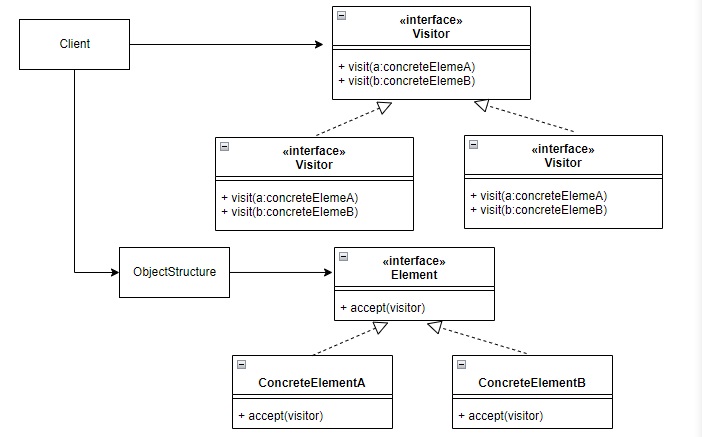 Client
«interface»
Visitor
+ visit(a:concreteElemeA)
+ visit(b:concreteElemeB)
«interface»
Visitor
+ visit(a:concreteElemeA)
+ visit(b:concreteElemeB)
«interface»
Visitor
+ visit(a:concreteElemeA)
+ visit(b:concreteElemeB)
ObjectStructure
«interface»
Element
+ accept(visitor)
ConcreteElementA
+ accept(visitor)
ConcreteElementB
+ accept(visitor)